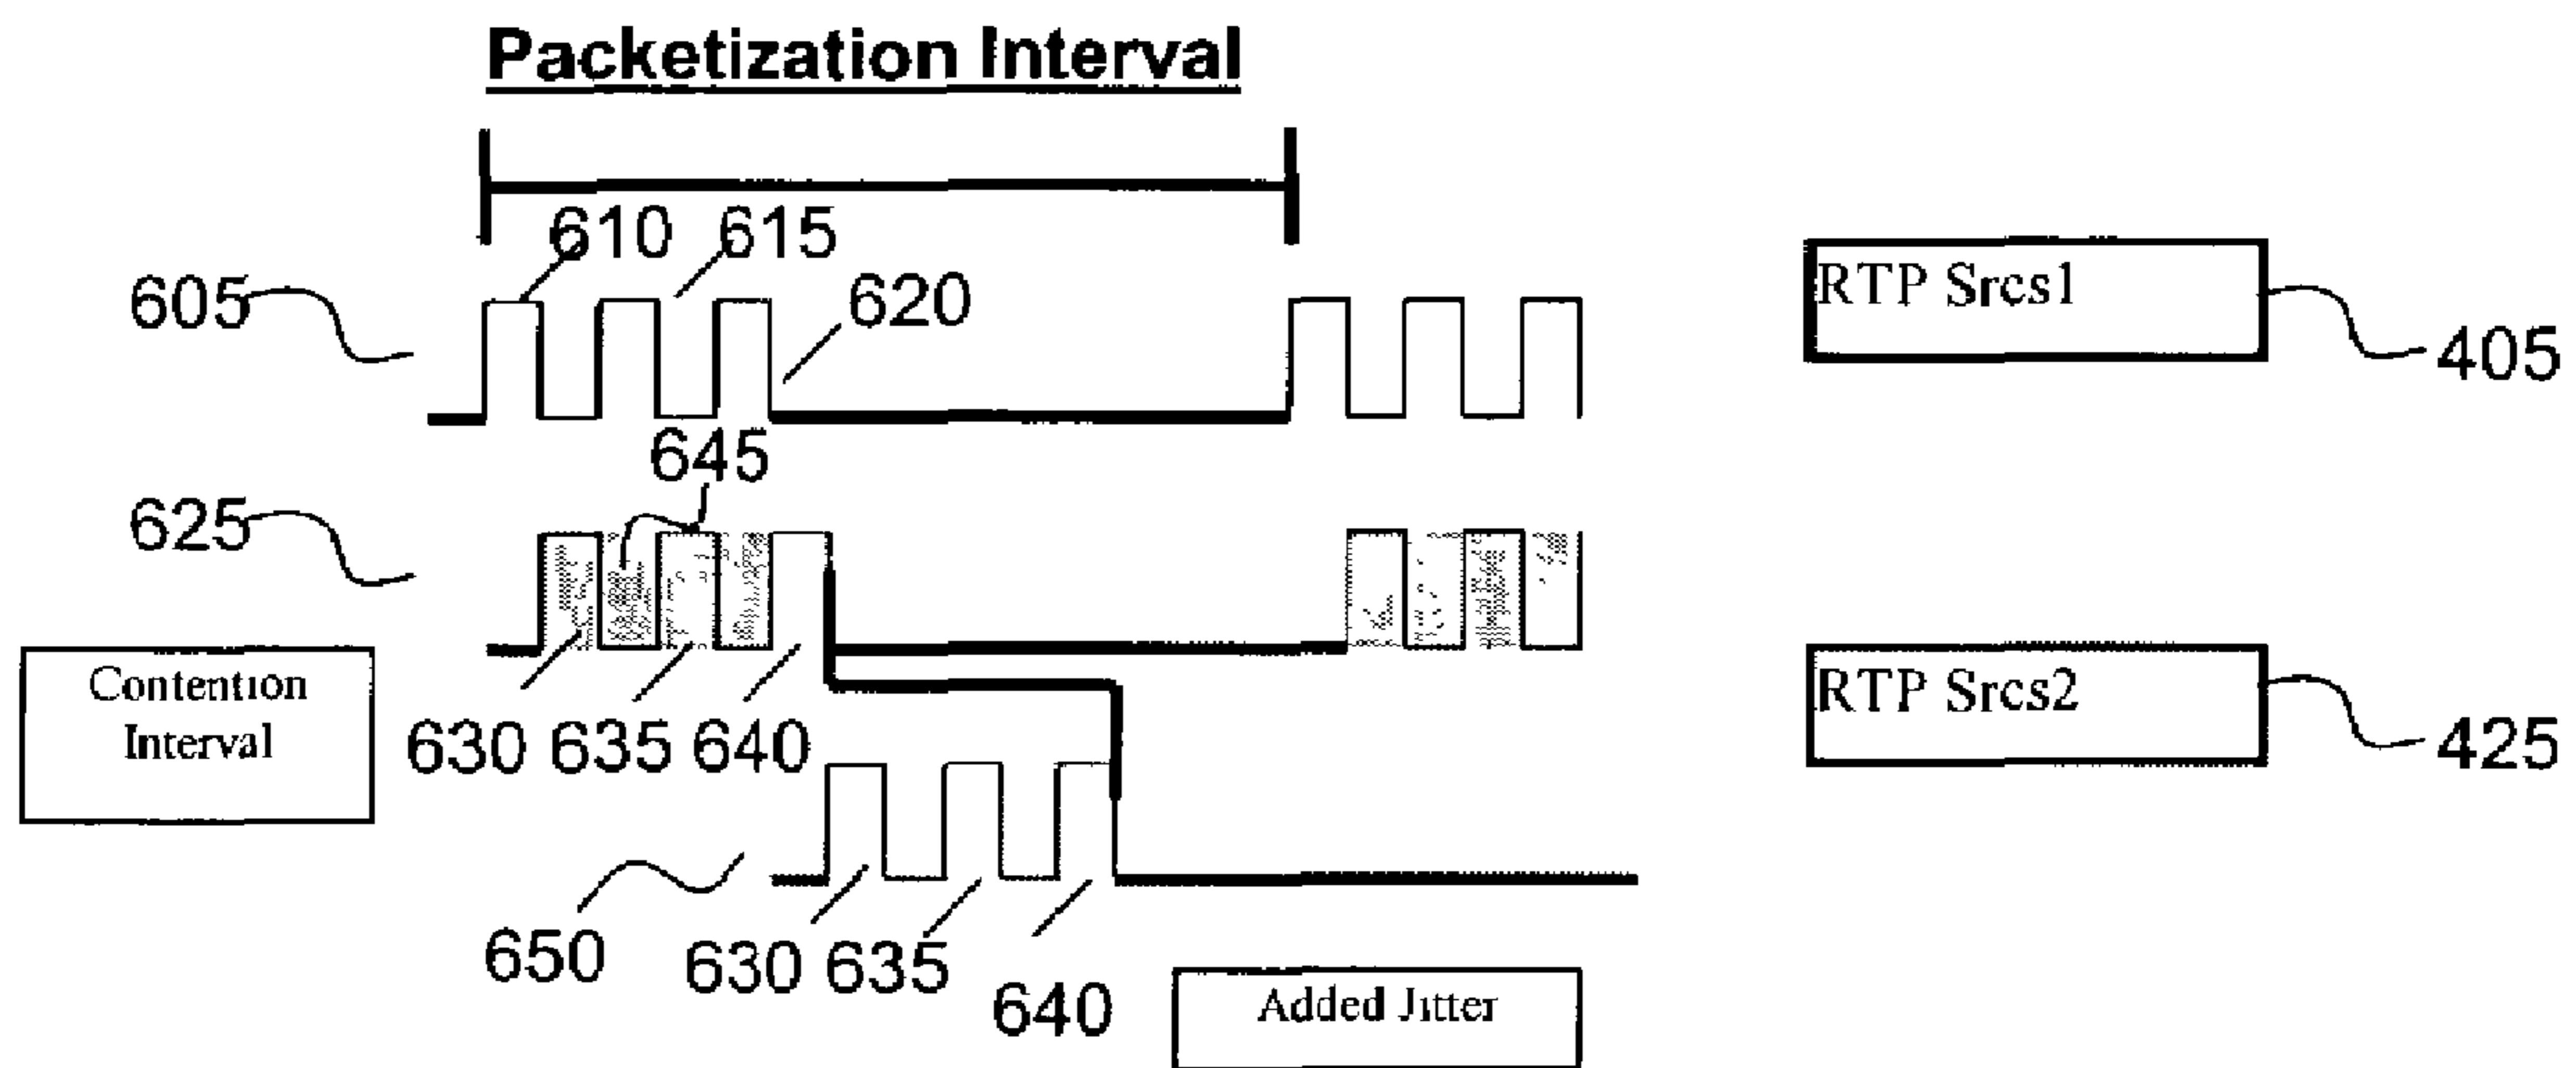 Packetization Interval
610 615
605 620
RTP Srcs1
405
645
625
Contention
Interval
630 635 640
RTP Srcs2
425
650 630 635 640
Added Jitter